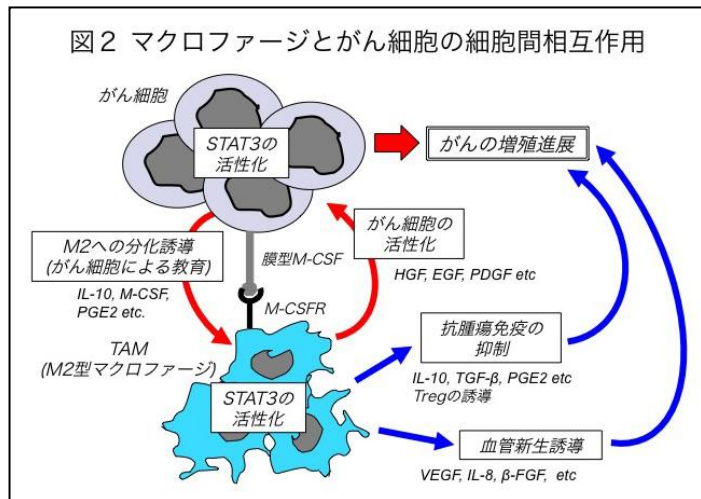 図2 マクロファージとがん細胞の細胞間相互作用
がん細胞
STAT3の
活性化
がんの増殖進展
M2への分化誘導
(がん細胞による教育)
IL-10, M-CSF,
PGE2 etc.
膜型M-CSF
M-CSFR
がん細胞の
活性化
HGF, EGF, PDGF etc
TAM
(M2型マクロファージ)
STAT3の
活性化
抗腫瘍免疫の
抑制
IL-10, TGF-β, PGE2 etc
Tregの誘導
血管新生誘導
VEGF, IL-8, β-FGF, etc